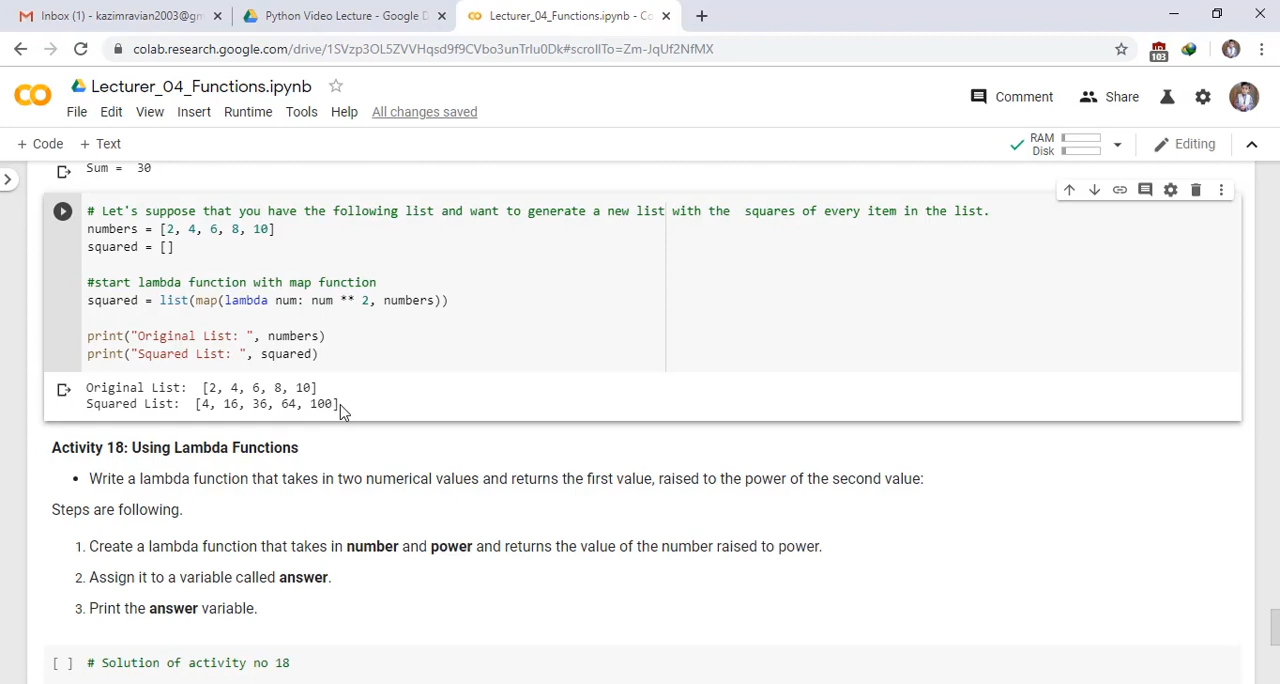 Inbox (1) - kazimravian2003@gm
Python Video Lecture - Google D
Lecturer_04_Functions.ipynb - Co
colab.research.google.com/drive/1SVzp3OL5ZVVHqsd9f9CVbo3unTrlu0Dk#scrollTo=Zm-JqUf2NfMX
103
Lecturer_04_Functions.ipynb
File Edit View Insert Runtime Tools Help All changes saved
Comment Share
+ Code + Text
RAM
Disk
Editing
Sum = 30
# Let's suppose that you have the following list and want to generate a new list with the squares of every item in the list.
numbers = [2, 4, 6, 8, 10]
squared = []
#start lambda function with map function
squared = list(map(lambda num: num ** 2, numbers))
print("Original List: ", numbers)
print("Squared List: ", squared)
Original List: [2, 4, 6, 8, 10]
Squared List: [4, 16, 36, 64, 100]
Activity 18: Using Lambda Functions
• Write a lambda function that takes in two numerical values and returns the first value, raised to the power of the second value:
Steps are following.
1. Create a lambda function that takes in number and power and returns the value of the number raised to power.
2. Assign it to a variable called answer.
3. Print the answer variable.
[ ] # Solution of activity no 18